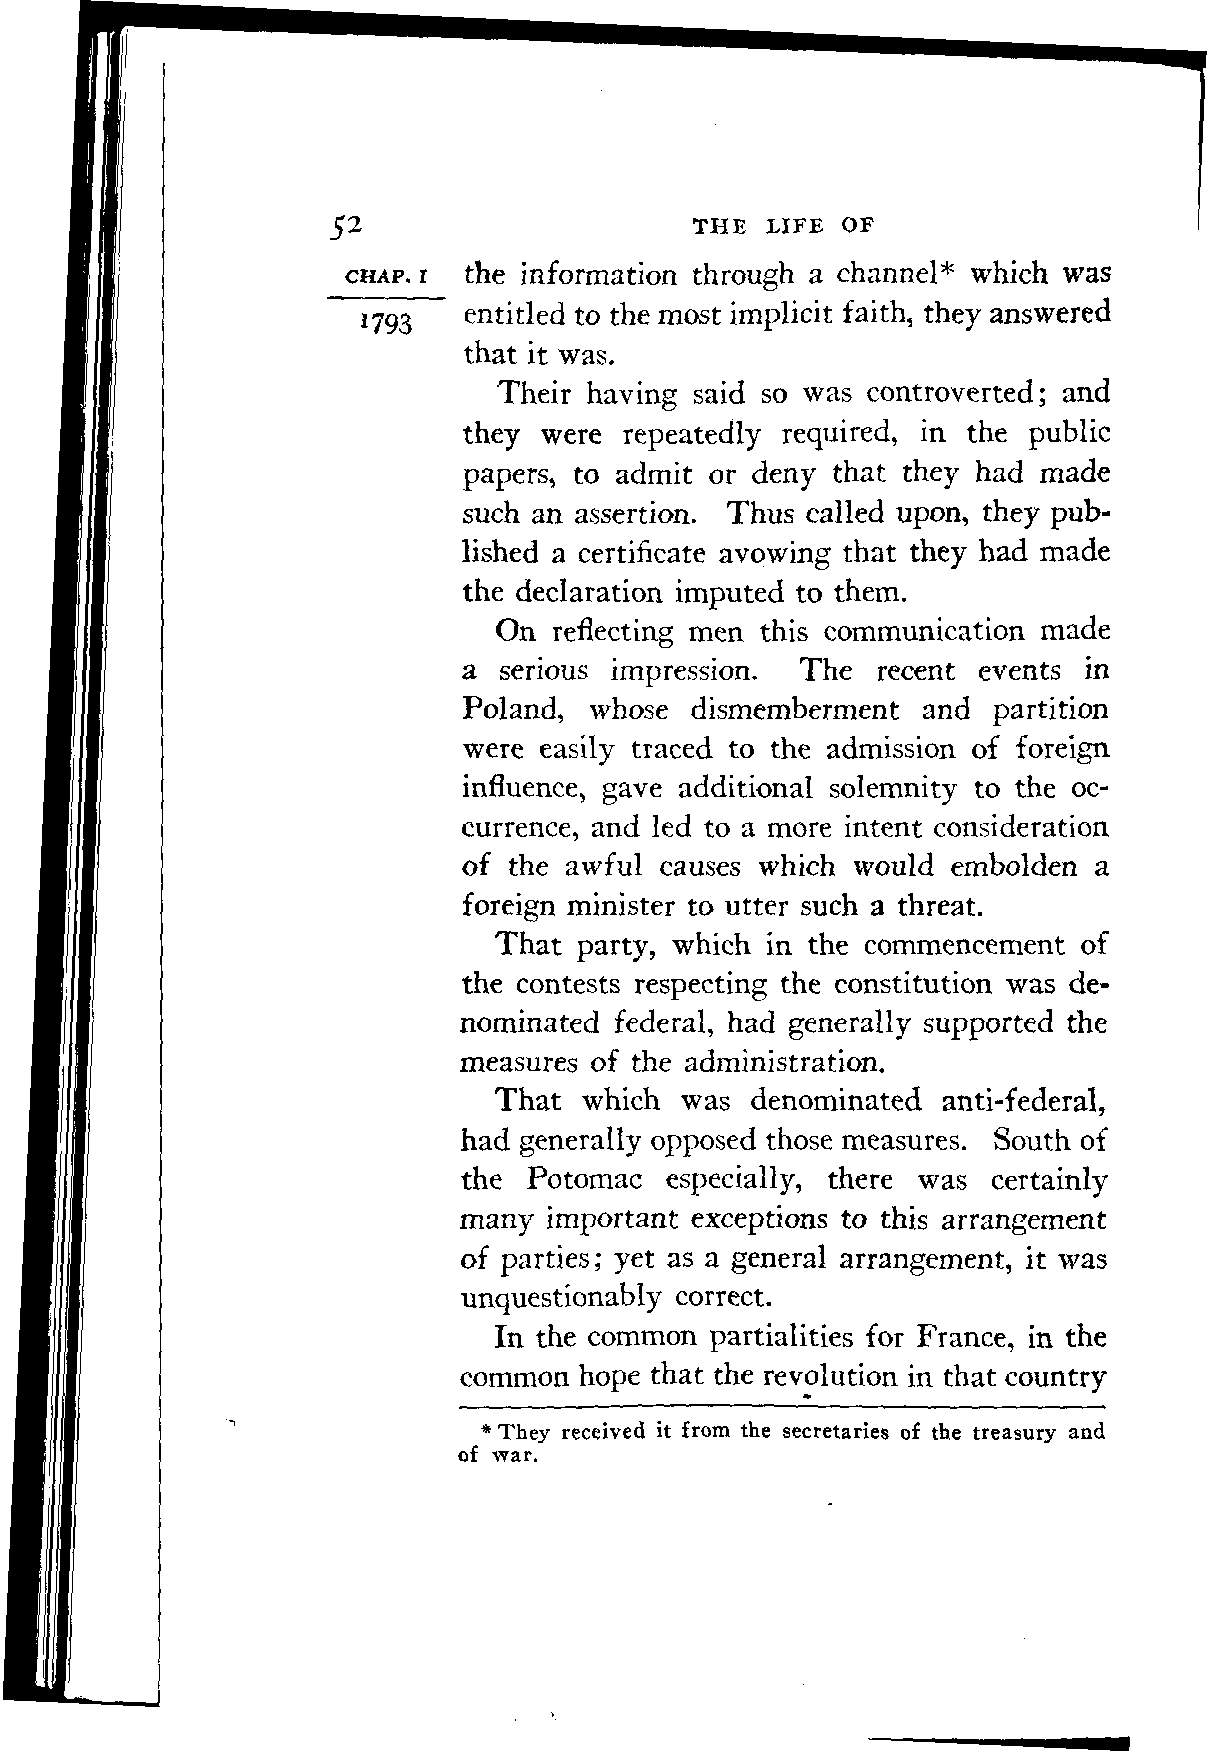 52 THE LIFE OF
CHAP. I
1793
the information through a channel* which was
entitled to the most implicit faith, they answered
that it was.
Their having said so was controverted; and
they were repeatedly required, in the public
papers, to admit or deny that they had made
such an assertion. Thus called upon, they pub-
lished a certificate avowing that they had made
the declaration imputed to them.
On reflecting men this communication made
a serious impression. The recent events in
Poland, whose dismemberment and partition
were easily traced to the admission of foreign
influence, gave additional solemnity to the oc-
currence, and led to a more intent consideration
of the awful causes which would embolden a
foreign minister to utter such a threat.
That party, which in the commencement of
the contests respecting the constitution was de-
nominated federal, had generally supported the
measures of the administration.
That which was denominated anti-federal,
had generally opposed those measures. South of
the Potomac especially, there was certainly
many important exceptions to this arrangement
of parties; yet as a general arrangement, it was
unquestionably correct.
In the common partialities for France, in the
common hope that the revolution in that country
* They received it from the secretaries of the treasury and
of war.